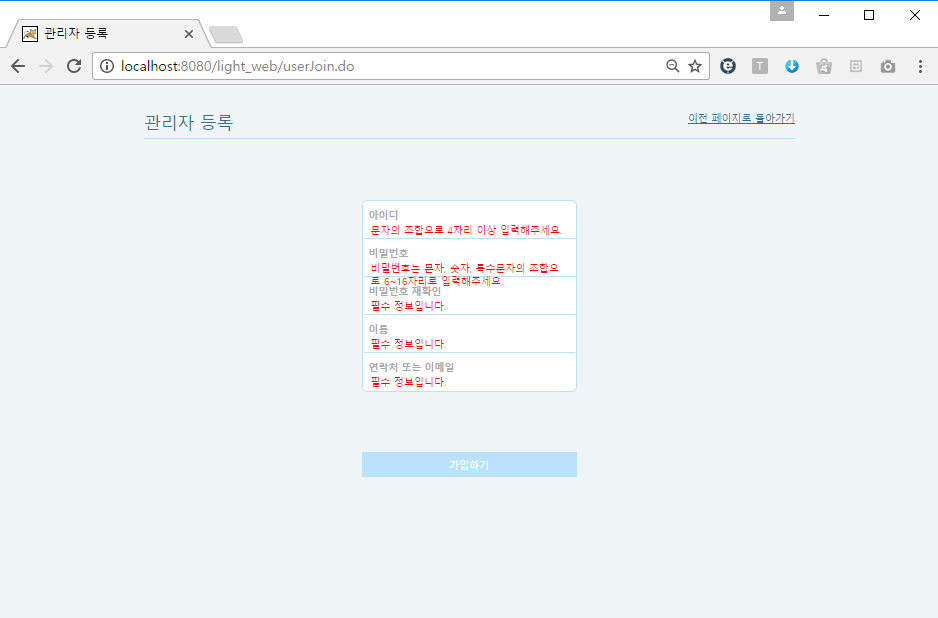 관리자 등록
localhost:8080/light_web/userJoin.do
관리자 등록
이전 페이지로 돌아가기
아이디
문자의 조합으로 4자리 이상 입력해주세요.
비밀번호
비밀번호는 문자, 숫자, 특수문자의 조합으
로 6~16자리로 입력해주세요.
비밀번호 재확인
필수 정보입니다.
이름
필수 정보입니다.
연락처 또는 이메일
필수 정보입니다.
가입하기